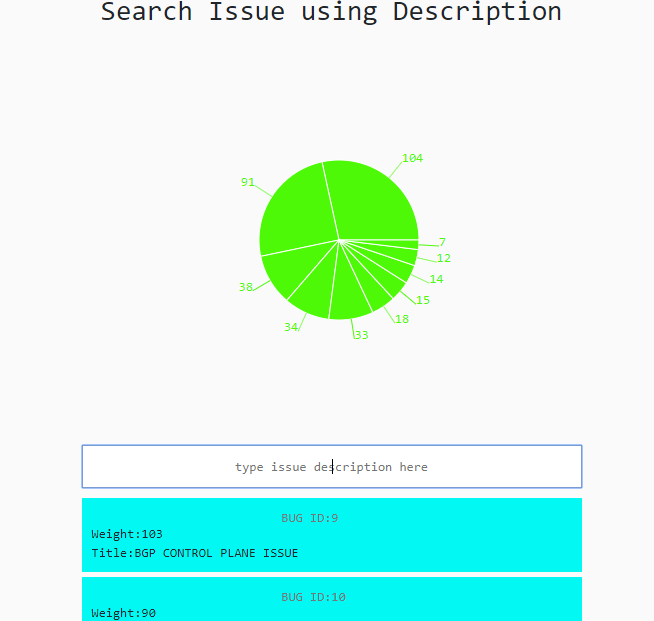 Search Issue using Description
104
91
7
12
14
38
15
18
34
33
type issue description here
BUG ID:9
Weight:103
Title:BGP CONTROL PLANE ISSUE
BUG ID:10
Weight:90